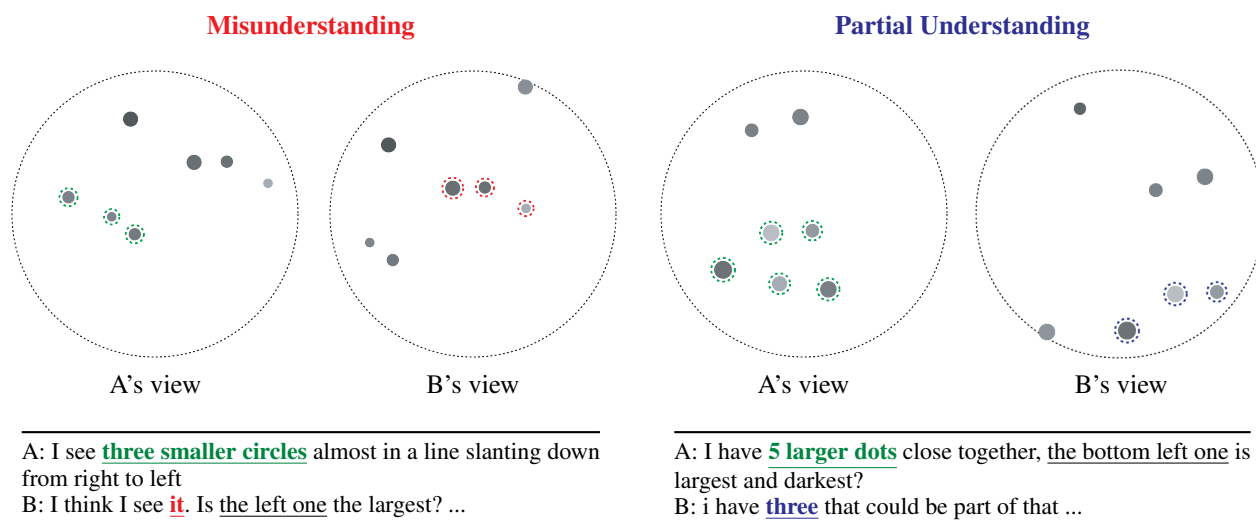 Misunderstanding
A's view
B's view
A: I see three smaller circles almost in a line slanting down
from right to left
B: I think I see it. Is the left one the largest? ...
Partial Understanding
A's view
B's view
A: I have 5 larger dots close together, the bottom left one is
largest and darkest?
B: i have three that could be part of that ...